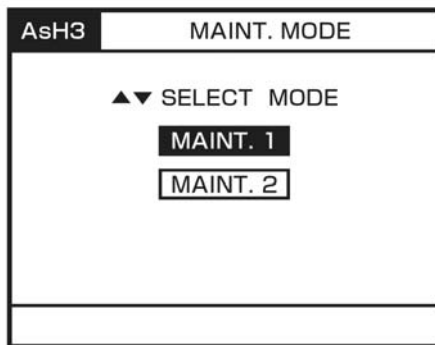 AsH3 MAINT. MODE
▲▼ SELECT MODE
MAINT. 1
MAINT. 2